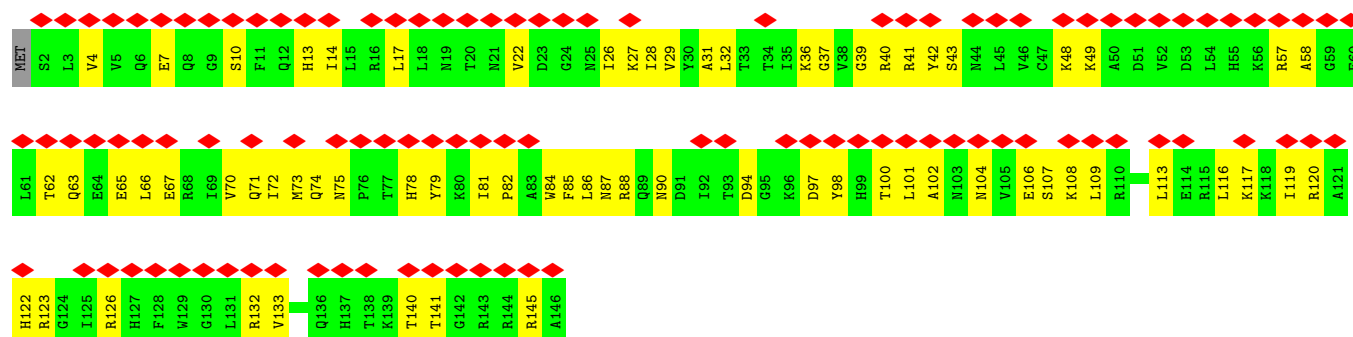 MET S2 L3 V4 V5 Q6 E7 Q8 G9 S10 F11 Q12 H13 I14 L15 R16 L17 L18 N19 T20 N21 V22 D23 G24 N25 I26 K27 I28 V29 Y30 A31 L32 T33 T34 I35 K36 G37 V38 G39 R40 R41 Y42 S43 N44 L45 V46 C47 K48 K49 A50 D51 V52 D53 L54 H55 K56 R57 A58 G59 E60
L61 T62 Q63 E64 E65 L66 E67 R68 I69 V70 Q71 I72 M73 Q74 N75 P76 T77 H78 Y79 K80 I81 P82 A83 W84 F85 L86 N87 R88 Q89 N90 D91 I92 T93 D94 G95 K96 D97 Y98 H99 T100 L101 A102 N103 N104 V105 E106 S107 K108 L109 R110 L113 E114 R115 L116 K117 K118 I119 R120 A121
H122 R123 G124 I125 R126 H127 F128 W129 G130 L131 R132 V133 Q136 H137 T138 K139 T140 T141 G142 R143 R144 R145 A146